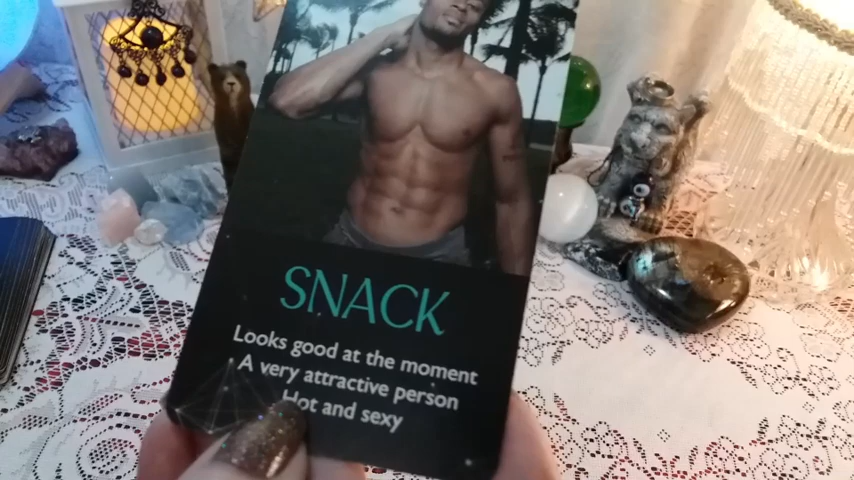 SNACK
Looks good at the moment
A very attractive person
Hot and sexy